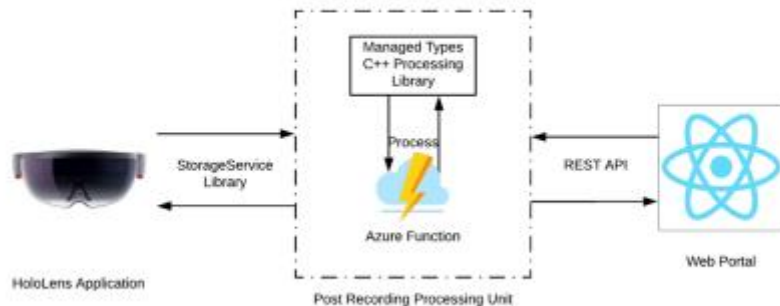 Managed Types
C++ Processing
Library
Process
StorageService
Library
REST API
Azure Function
HoloLens Application
Web Portal
Post Recording Processing Unit